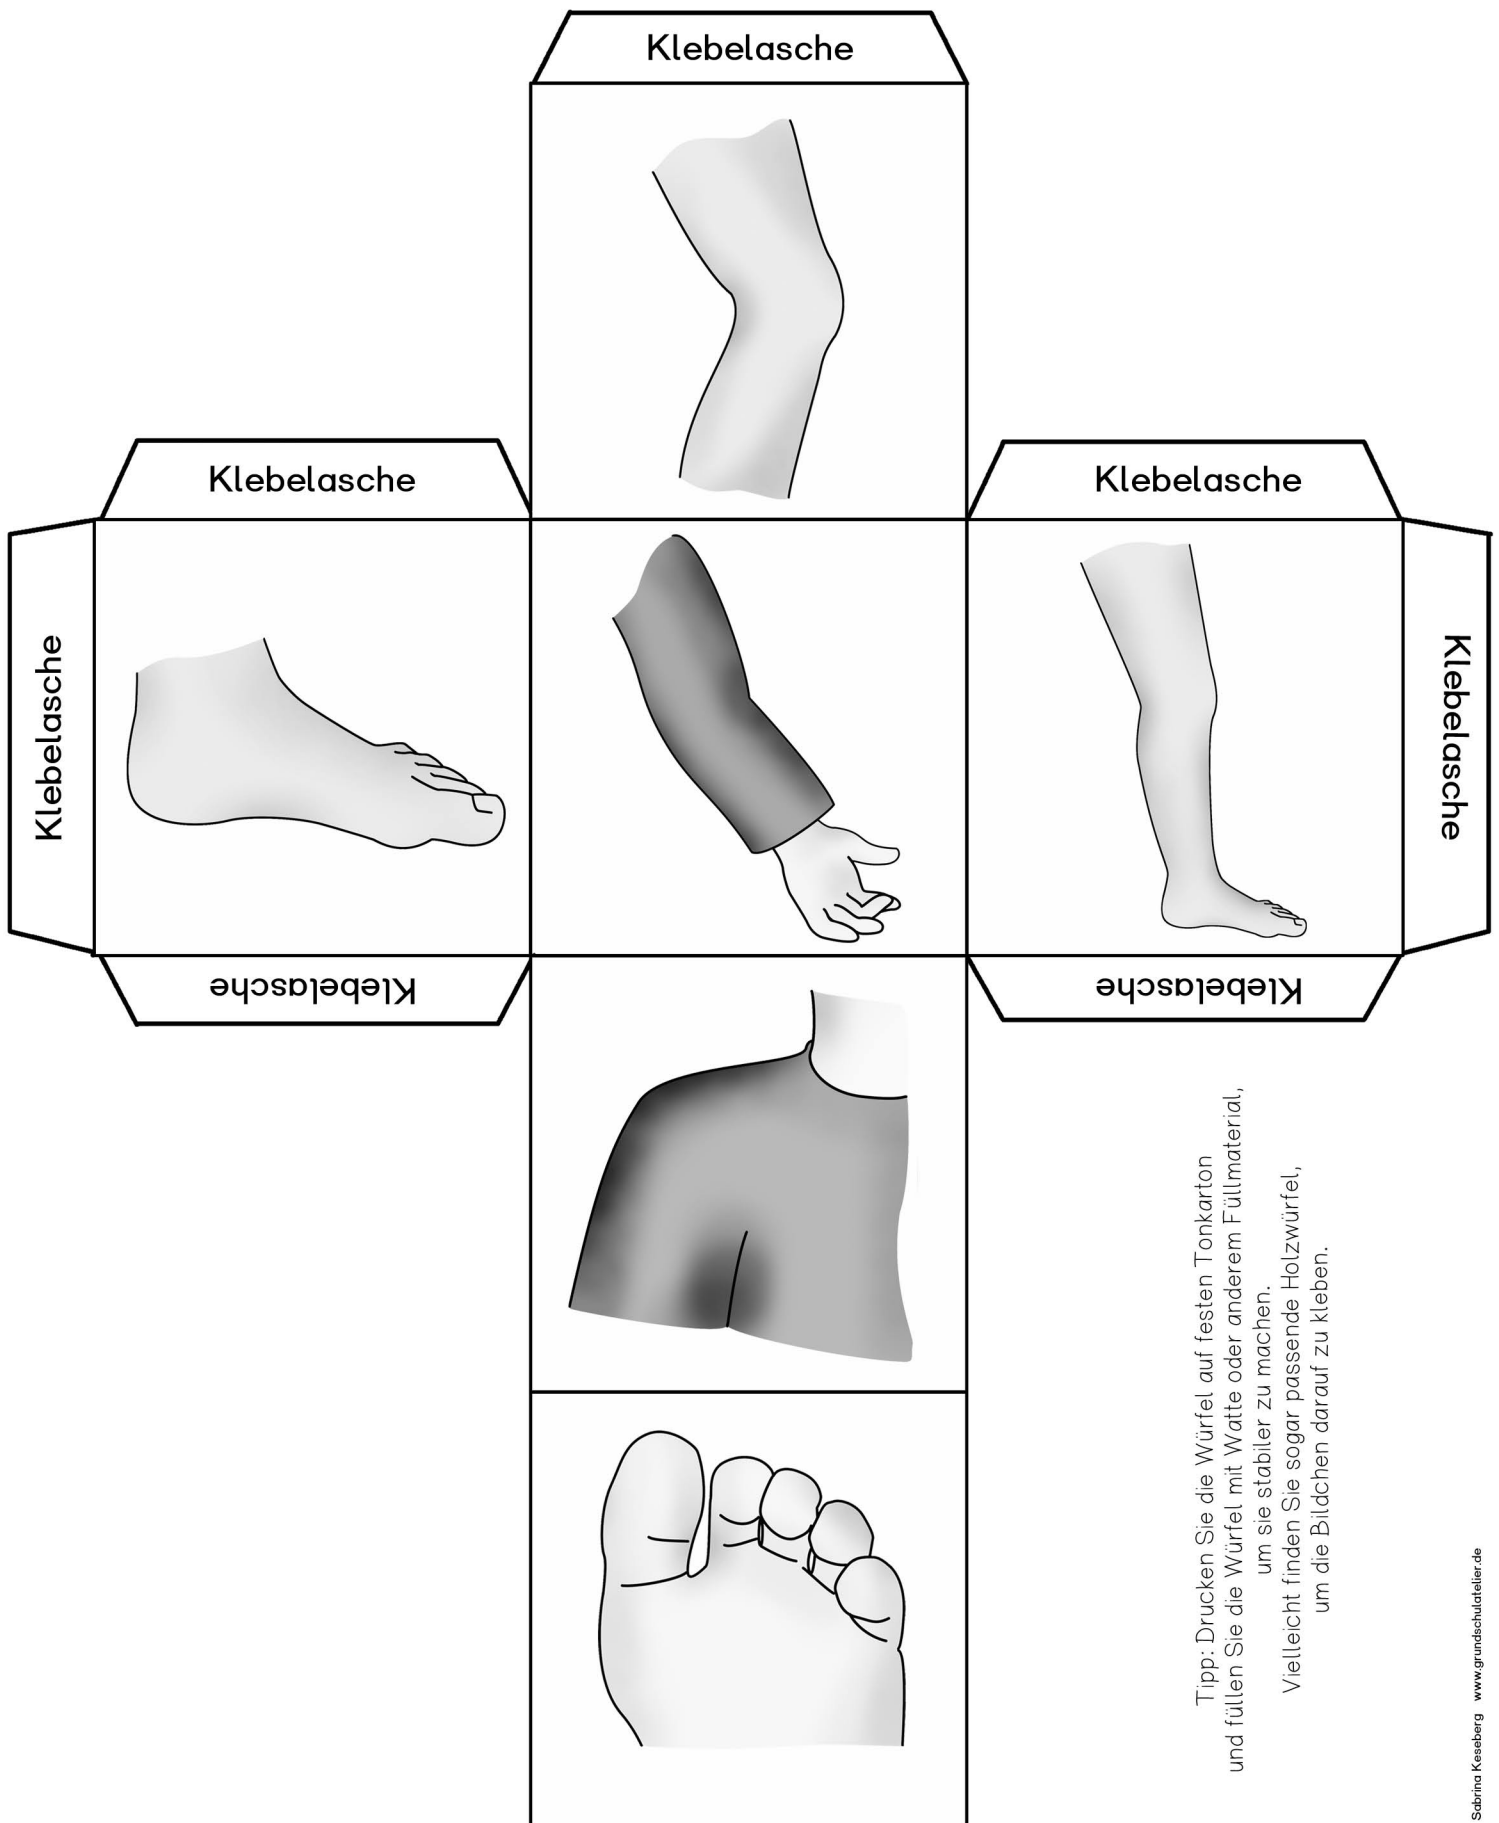 Klebelasche
Klebelasche
Klebelasche
Klebelasche
Klebelasche
Klebelasche
Klebelasche
Tipp: Drucken Sie die Würfel auf festen Tonkarton
und füllen Sie die Würfel mit Watte oder anderem Füllmaterial,
um sie stabiler zu machen.
Vielleicht finden Sie sogar passende Holzwürfel,
um die Bildchen darauf zu kleben.
Sabrina Keseberg www.grundschulatelier.de